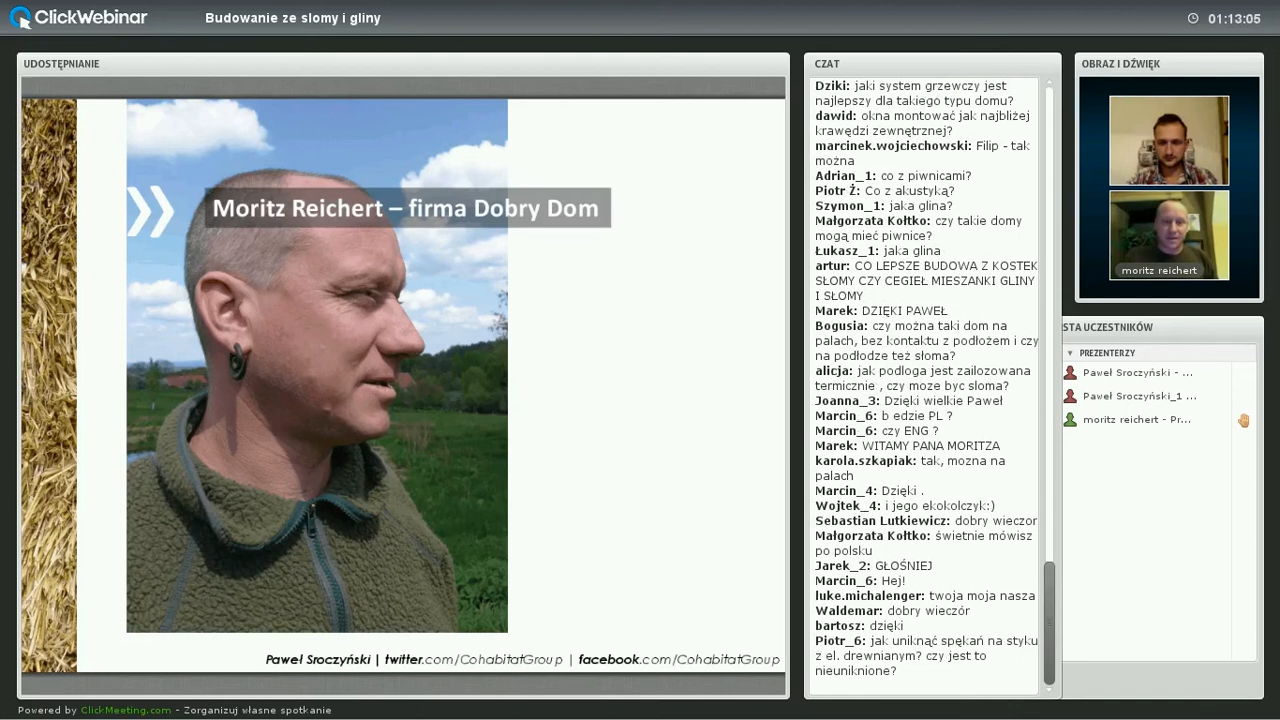 ClickWebinar
Budowanie ze slomy i gliny
01:13:05
UDOSTĘPNIANIE
Moritz Reichert – firma Dobry Dom
Paweł Sroczyński | twitter.com/CohabitatGroup | facebook.com/CohabitatGroup
CZAT
Dziki: jaki system grzewczy jest
najlepszy dla takiego typu domu?
dawid: okna montować jak najbliżej
krawędzi zewnętrznej?
marcinek.wojciechowski: Filip - tak
można
Adrian_1: co z piwnicami?
Piotr Ż: Co z akustyką?
Szymon_1: jaka glina?
Małgorzata Kołtko: czy takie domy
mogą mieć piwnice?
Łukasz_1: jaka glina
artur: CO LEPSZE BUDOWA Z KOSTEK
SŁOMY CZY CEGIEŁ MIESZANKI GLINY
I SŁOMY
Marek: DZIĘKI PAWEŁ
Bogusia: czy można taki dom na
palach, bez kontaktu z podłożem i czy
na podłodze też słoma?
alicja: jak podloga jest zailozowana
termicznie , czy moze byc sloma?
Joanna_3: Dzięki wielkie Paweł
Marcin_6: b edzie PL ?
Marcin_6: czy ENG ?
Marek: WITAMY PANA MORITZA
karola.szkapiak: tak, mozna na
palach
Marcin_4: Dzięki .
Wojtek_4: i jego ekokolczyk:)
Sebastian Lutkiewicz: dobry wieczor
Małgorzata Kołtko: świetnie mówisz
po polsku
Jarek_2: GŁOŚNIEJ
Marcin_6: Hej!
luke.michalenger: twoja moja nasza
Waldemar: dobry wieczór
bartosz: dzięki
Piotr_6: jak uniknąć spękań na styku
z el. drewnianym? czy jest to
nieuniknione?
OBRAZ I DŹWIĘK
moritz reichert
STA UCZESTNIKÓW
PREZENTERZY
Paweł Sroczyński - ...
Paweł Sroczyński_1 ...
moritz reichert - Pr...
Powered by ClickMeeting.com - Zorganizuj własne spotkanie